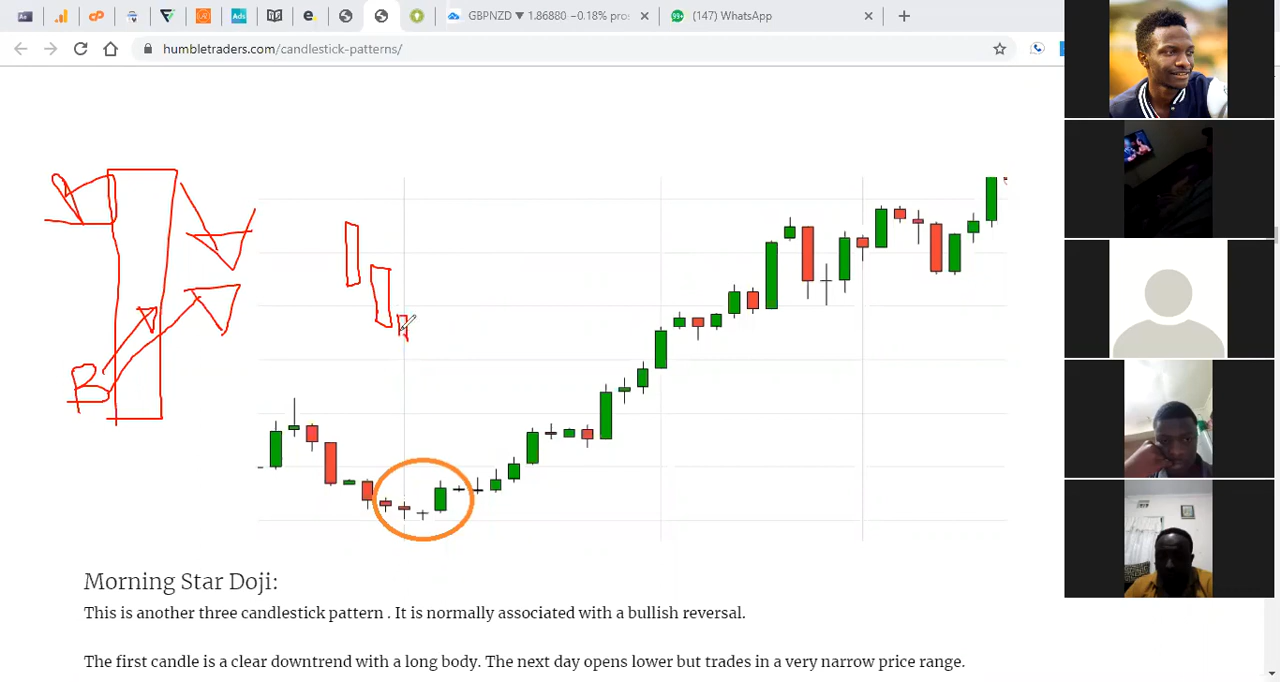 Ads
GBPNZD ▼ 1.86880 −0.18% pro
99+
(147) WhatsApp
humbletraders.com/candlestick-patterns/
B
Morning Star Doji:
This is another three candlestick pattern . It is normally associated with a bullish reversal.
The first candle is a clear downtrend with a long body. The next day opens lower but trades in a very narrow price range.